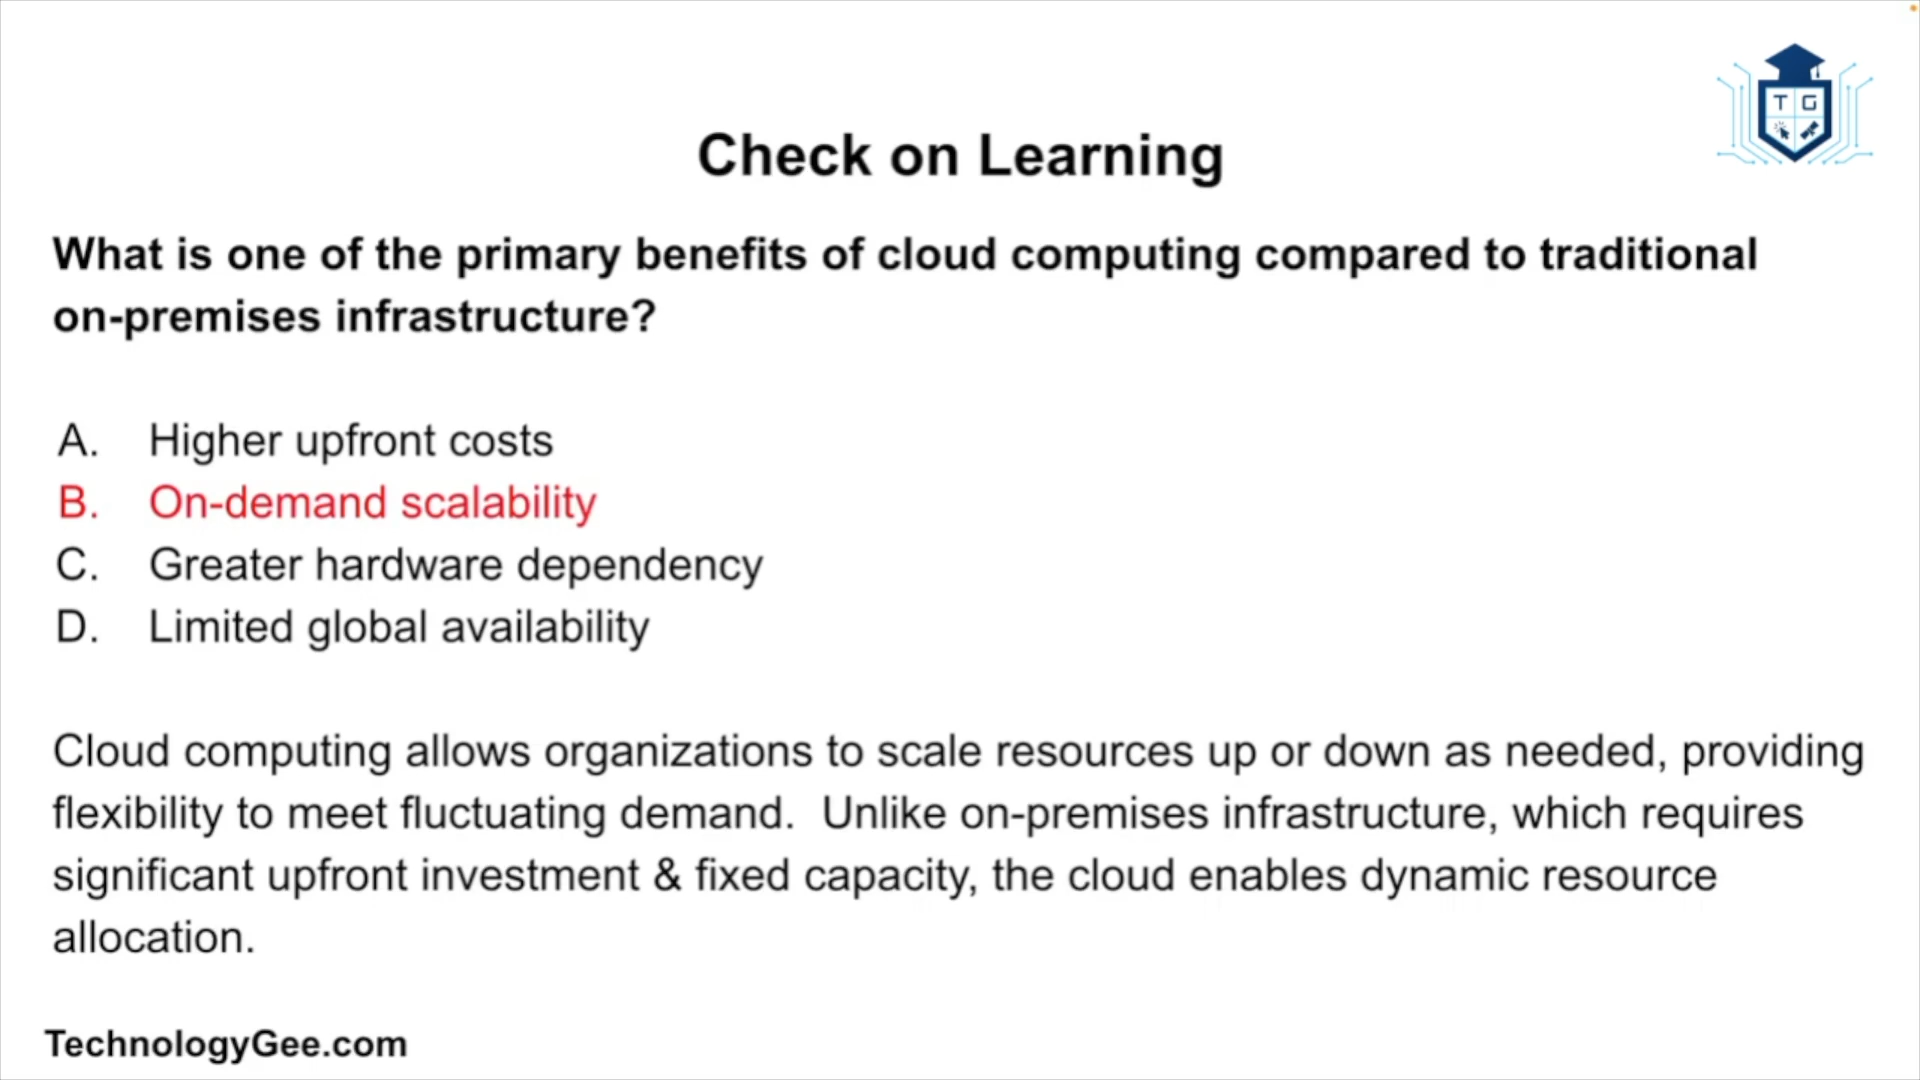 T G
Check on Learning
What is one of the primary benefits of cloud computing compared to traditional
on-premises infrastructure?
A. Higher upfront costs
B. On-demand scalability
C. Greater hardware dependency
D. Limited global availability
Cloud computing allows organizations to scale resources up or down as needed, providing
flexibility to meet fluctuating demand.  Unlike on-premises infrastructure, which requires
significant upfront investment & fixed capacity, the cloud enables dynamic resource
allocation.
TechnologyGee.com